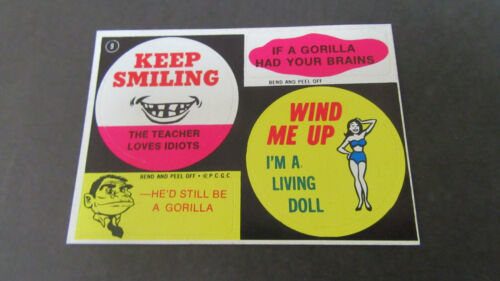 8
KEEP
SMILING
THE TEACHER
LOVES IDIOTS
IF A GORILLA
HAD YOUR BRAINS
BEND AND PEEL OFF
BEND AND PEEL OFF • © P.C.G.C
—HE'D STILL BE
A GORILLA
WIND
ME UP
I'M A
LIVING
DOLL